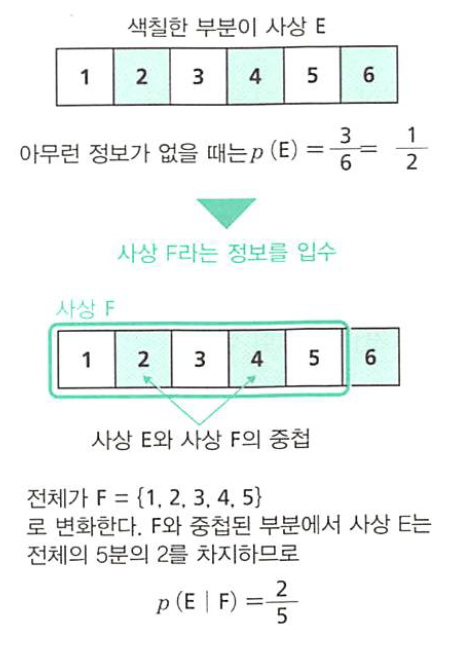 색칠한 부분이 사상 E
1 2 3 4 5 6
아무런 정보가 없을 때는 p (E) = 3/6 = 1/2
사상 F라는 정보를 입수
사상 F
1 2 3 4 5 6
사상 E와 사상 F의 중첩
전체가 F = {1, 2, 3, 4, 5}
로 변화한다. F와 중첩된 부분에서 사상 E는
전체의 5분의 2를 차지하므로
p (E | F) = 2/5